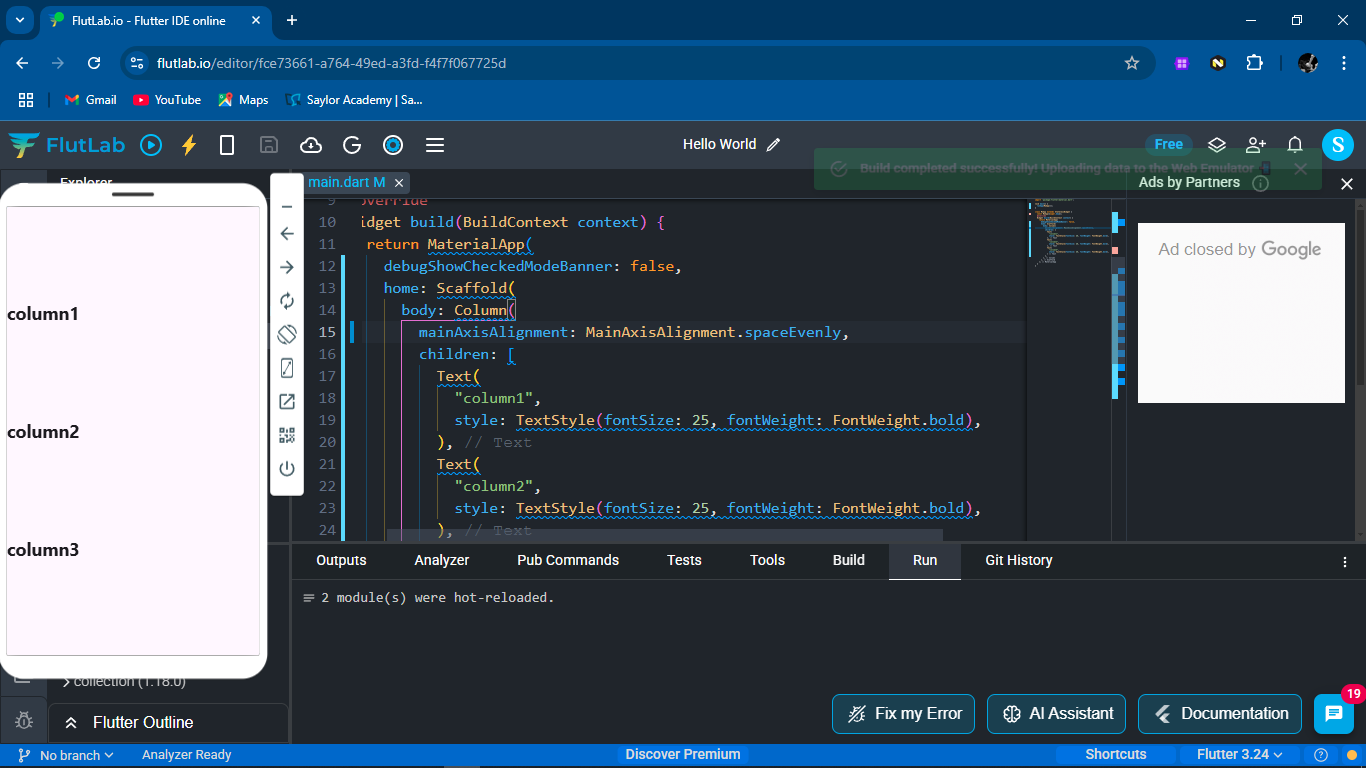 FlutLab.io - Flutter IDE online
flutlab.io/editor/fce73661-a764-49ed-a3fd-f4f7f067725d
Gmail
YouTube
Maps
Saylor Academy | Sa...
FlutLab
Hello World
Free
S
Build completed successfully! Uploading data to the Web Emulator
Explorer
main.dart M
Ads by Partners
Ad closed by Google
column1
column2
column3
9 override
10 idget build(BuildContext context) {
11 return MaterialApp(
12 debugShowCheckedModeBanner: false,
13 home: Scaffold(
14 body: Column(
15 mainAxisAlignment: MainAxisAlignment.spaceEvenly,
16 children: [
17 Text(
18 "column1",
19 style: TextStyle(fontSize: 25, fontWeight: FontWeight.bold),
20 ), // Text
21 Text(
22 "column2",
23 style: TextStyle(fontSize: 25, fontWeight: FontWeight.bold),
24 ), // Text
Outputs
Analyzer
Pub Commands
Tests
Tools
Build
Run
Git History
2 module(s) were hot-reloaded.
collection (1.18.0)
Flutter Outline
Fix my Error
AI Assistant
Documentation
19
No branch
Analyzer Ready
Discover Premium
Shortcuts
Flutter 3.24